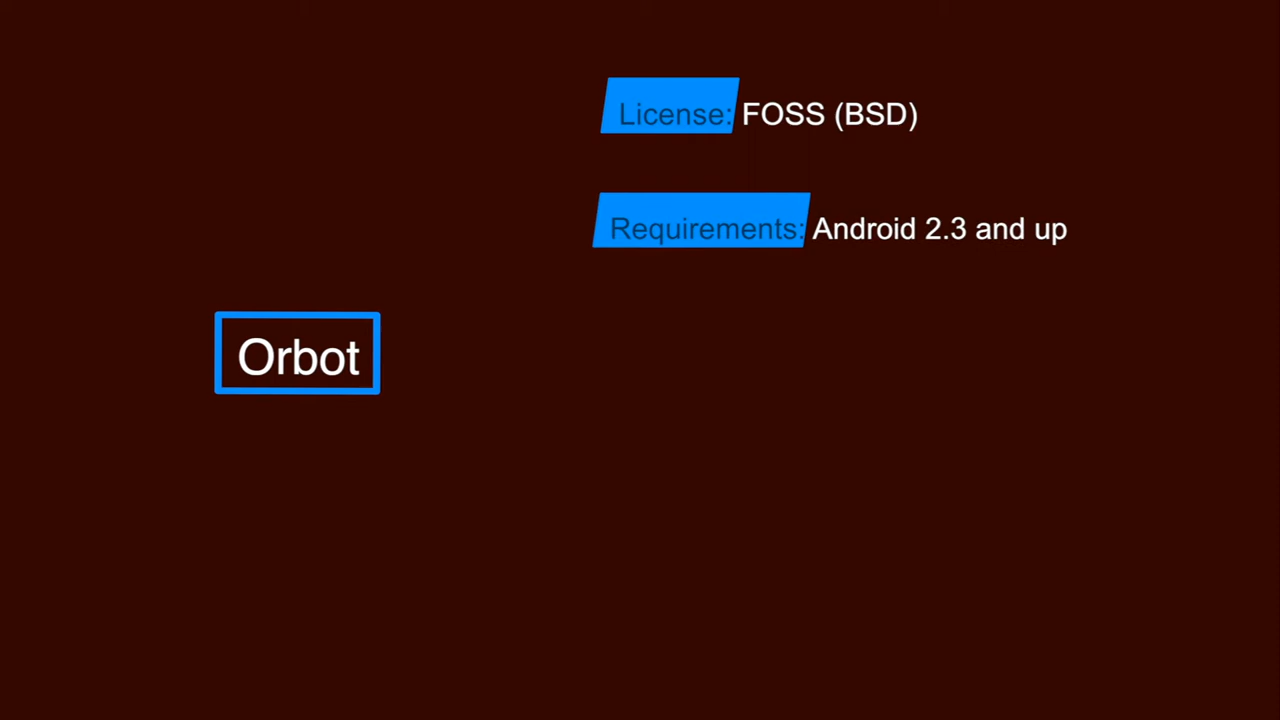 License: FOSS (BSD)
Requirements: Android 2.3 and up
Orbot